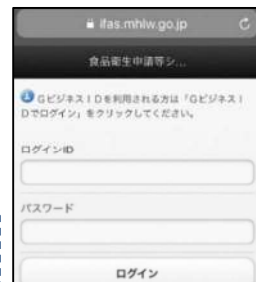 ifas.mhlw.go.jp
食品衛生申請等シ...
GビジネスIDを利用される方は「GビジネスI
Dでログイン」をクリックしてください。
ログインID
パスワード
ログイン